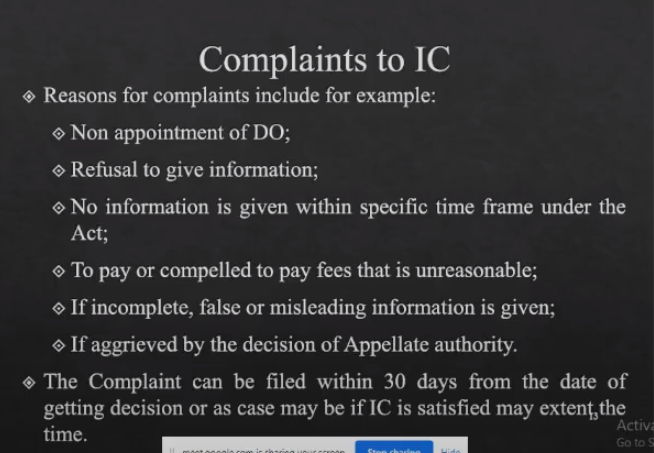 Complaints to IC
Reasons for complaints include for example:
Non appointment of DO;
Refusal to give information;
No information is given within specific time frame under the
Act;
To pay or compelled to pay fees that is unreasonable;
If incomplete, false or misleading information is given;
If aggrieved by the decision of Appellate authority.
The Complaint can be filed within 30 days from the date of
getting decision or as case may be if IC is satisfied may extent the
time.
13
Activa
Go to S
meet.google.com is sharing your screen. Stop sharing Hide